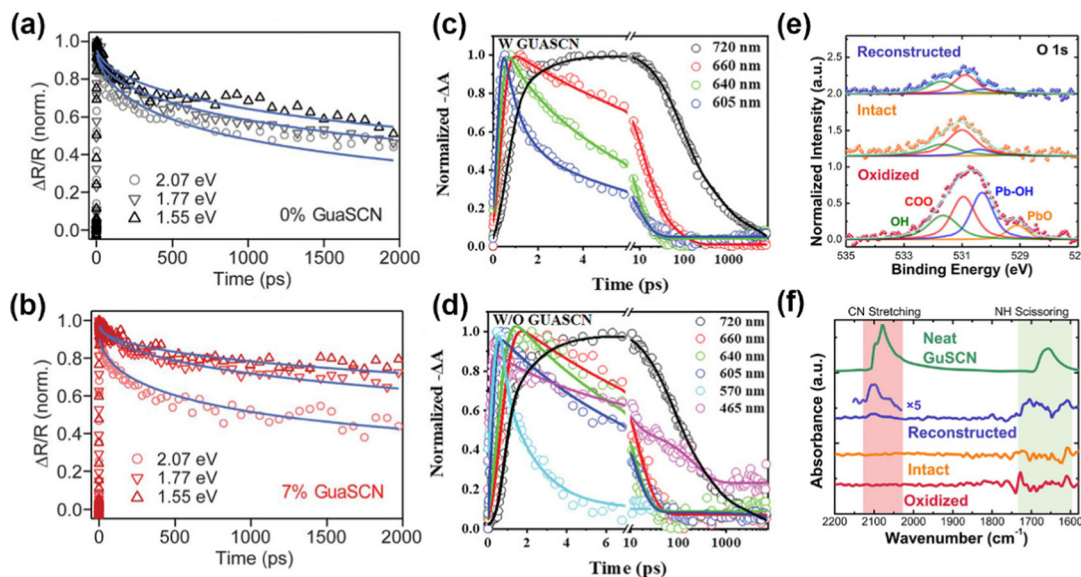 (a)
ΔR/R (norm.)
1.0
0.8
0.6
0.4
0.2
0.0
2.07 eV
1.77 eV
1.55 eV
0% GuaSCN
0 500 1000 1500 2000
Time (ps)
(b)
ΔR/R (norm.)
1.0
0.8
0.6
0.4
0.2
0.0
2.07 eV
1.77 eV
1.55 eV
7% GuaSCN
0 500 1000 1500 2000
Time (ps)
(c)
Normalized -ΔA
W GUASCN
1.0
0.8
0.6
0.4
0.2
0.0
720 nm
660 nm
640 nm
605 nm
0 2 4 6 10 100 1000
Time (ps)
(d)
Normalized -ΔA
W/O GUASCN
1.0
0.8
0.6
0.4
0.2
0.0
720 nm
660 nm
640 nm
605 nm
570 nm
465 nm
0 2 4 6 10 100 1000
Time (ps)
(e)
Normalized Intensity (a.u.)
Reconstructed
O 1s
2.0
Intact
1.0
Oxidized
Pb-OH
COO
OH
PbO
0.0
535 533 531 529 52
Binding Energy (eV)
(f)
CN Stretching NH Scissoring
Absorbance (a.u.)
Neat
GuSCN
×5
Reconstructed
Intact
Oxidized
2200 2100 2000 1900 1800 1700 1600
Wavenumber (cm⁻¹)